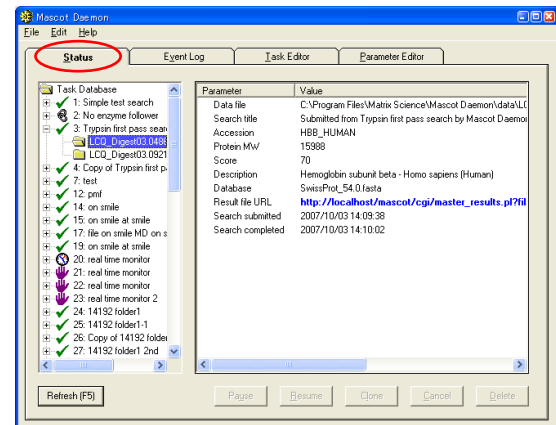 Mascot Daemon
File Edit Help
Status Event Log Task Editor Parameter Editor
Task Database
1: Simple test search
2: No enzyme follower
3: Trypsin first pass sear
LCQ_Digest03.048
LCQ_Digest03.0921
4: Copy of Trypsin first p
7: test
12: pmf
14: on smile
15: on smile at smile
17: file on smile MD on s
19: on smile at smile
20: real time monitor
21: real time monitor
22: real time monitor
23: real time monitor 2
24: 14192 folder1
25: 14192 folder1-1
26: Copy of 14192 folder
27: 14192 folder1 2nd
Parameter Value
Data file C:\Program Files\Matrix Science\Mascot Daemon\data\LC
Search title Submitted from Trypsin first pass search by Mascot Daemo
Accession HBB_HUMAN
Protein MW 15988
Score 70
Description Hemoglobin subunit beta - Homo sapiens (Human)
Database SwissProt_54.0.fasta
Result file URL http://localhost/mascot/cgi/master_results.pl?fil
Search submitted 2007/10/03 14:09:38
Search completed 2007/10/03 14:10:02
Refresh (F5) Pause Resume Clone Cancel Delete